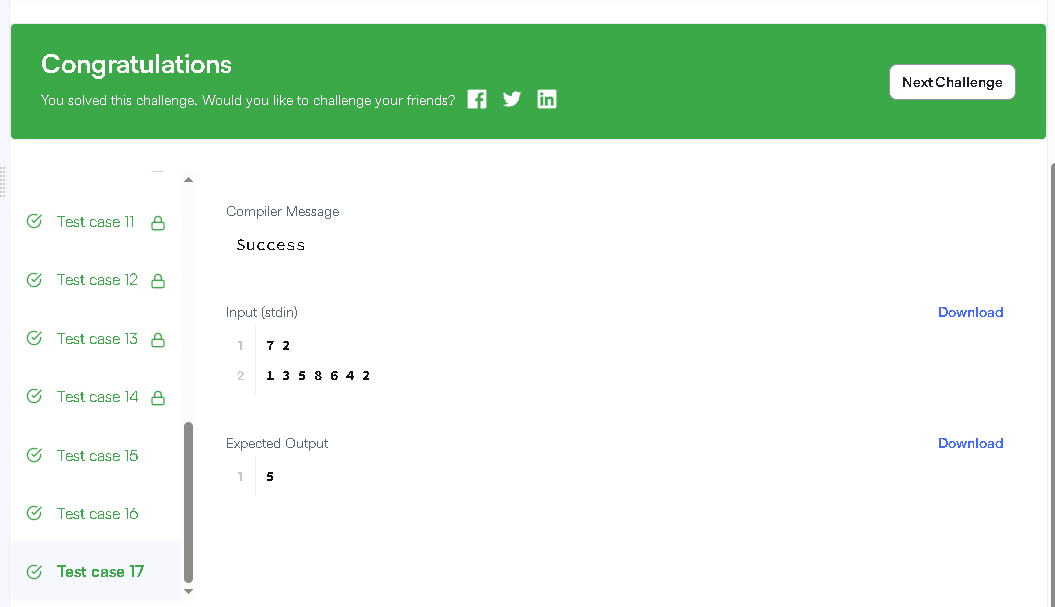 Congratulations
You solved this challenge. Would you like to challenge your friends?
Next Challenge
Test case 11
Test case 12
Test case 13
Test case 14
Test case 15
Test case 16
Test case 17
Compiler Message
Success
Input (stdin)
Download
1 7 2
2 1 3 5 8 6 4 2
Expected Output
Download
1 5